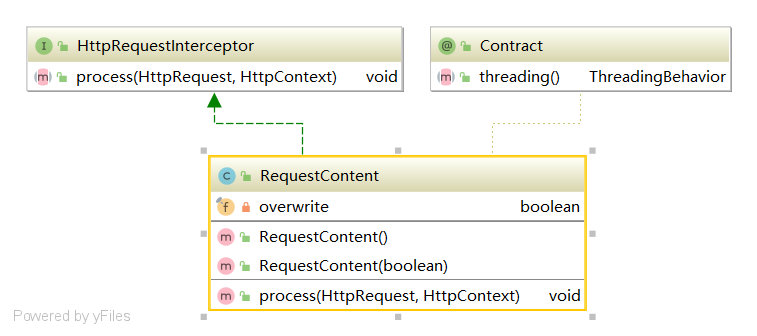 HttpRequestInterceptor
process(HttpRequest, HttpContext) void
Contract
threading() ThreadingBehavior
RequestContent
overwrite boolean
RequestContent()
RequestContent(boolean)
process(HttpRequest, HttpContext) void
Powered by yFiles